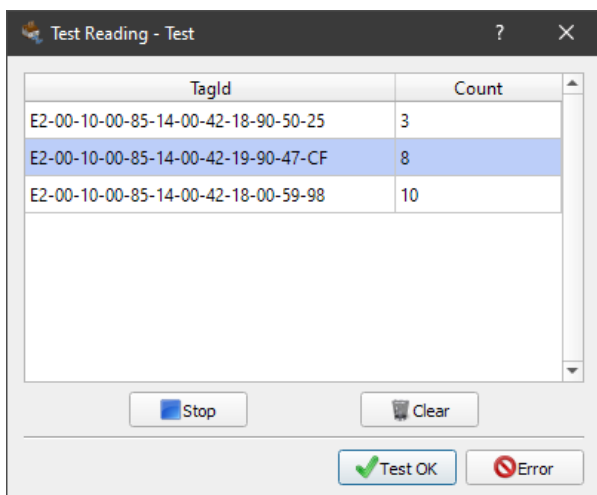 Test Reading - Test ?
TagId Count
E2-00-10-00-85-14-00-42-18-90-50-25 3
E2-00-10-00-85-14-00-42-19-90-47-CF 8
E2-00-10-00-85-14-00-42-18-00-59-98 10
Stop Clear
Test OK Error